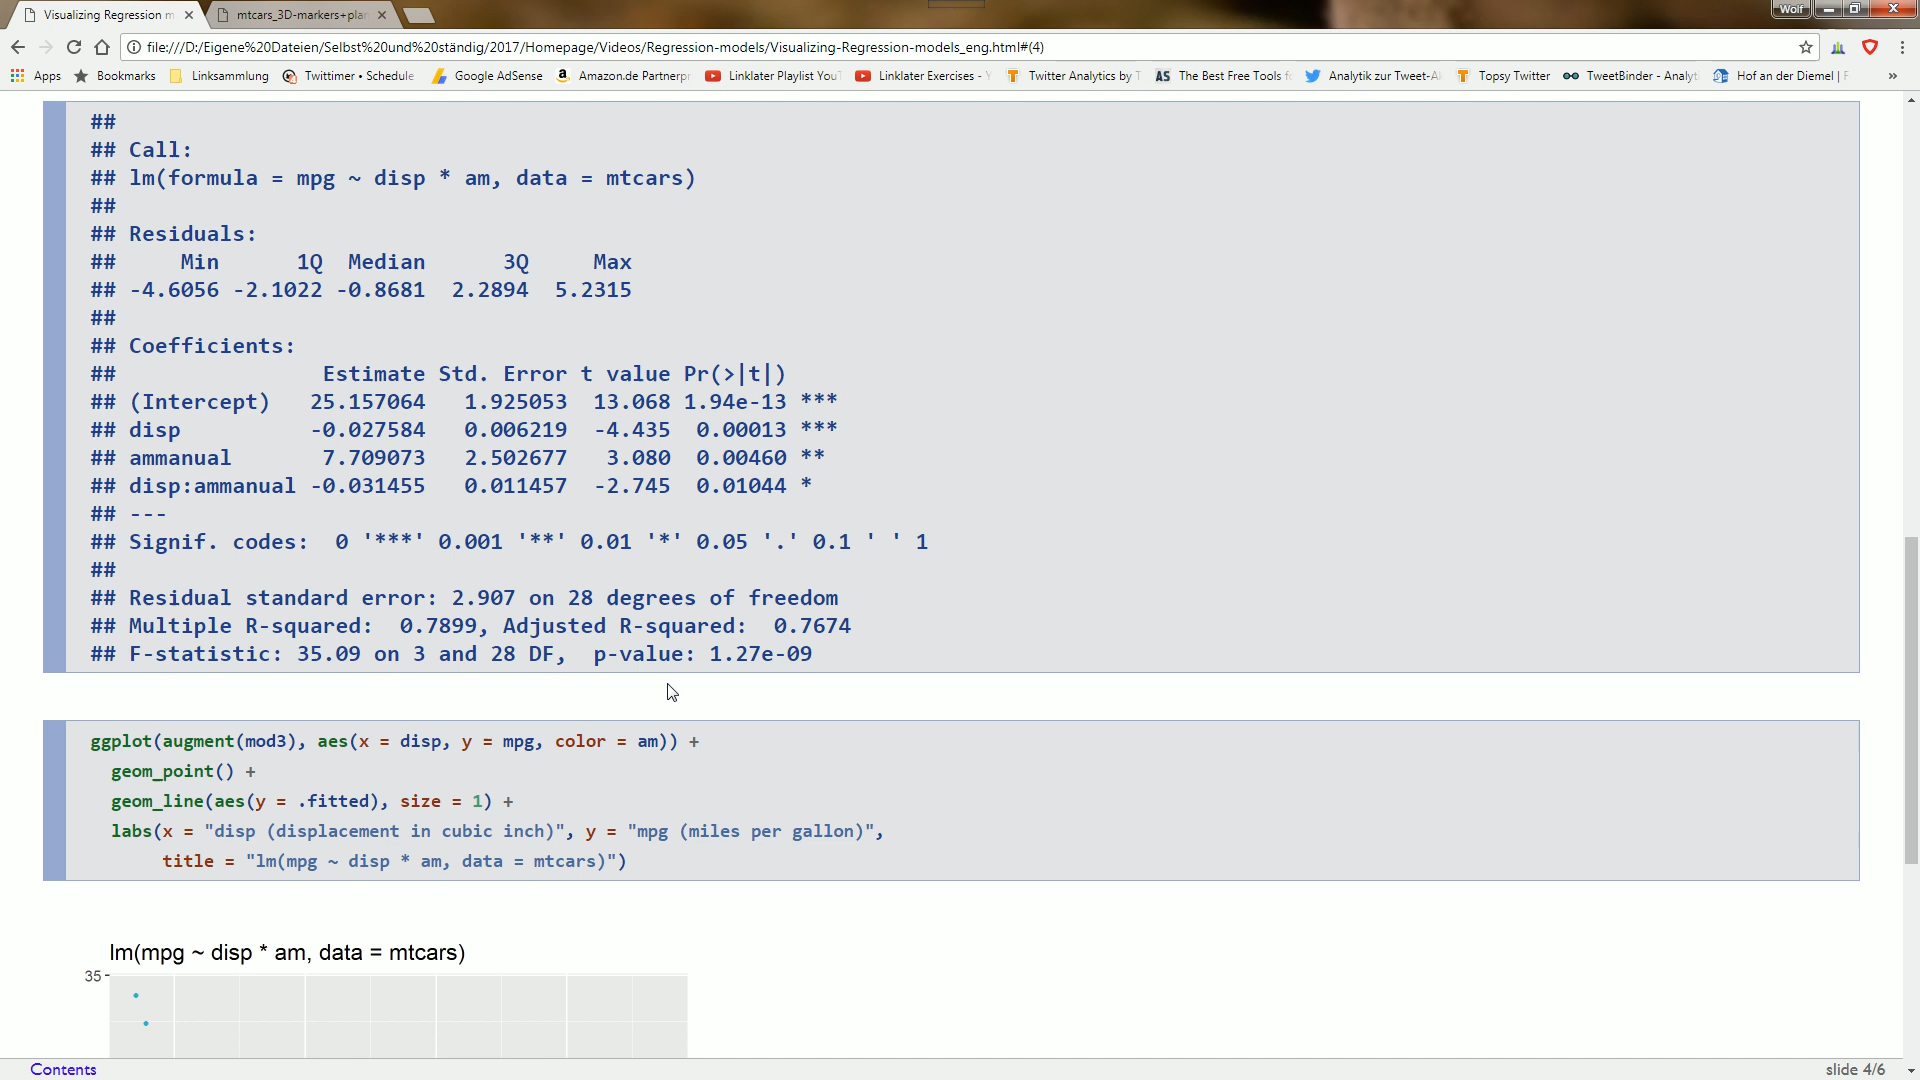 Visualizing Regression m
mtcars_3D-markers+plan
Wolf
file:///D:/Eigene%20Dateien/Selbst%20und%20ständig/2017/Homepage/Videos/Regression-models/Visualizing-Regression-models_eng.html#(4)
Apps Bookmarks Linksammlung Twittimer • Schedule Google AdSense Amazon.de Partnerpr Linklater Playlist YouT Linklater Exercises - Twitter Analytics by T The Best Free Tools f Analytik zur Tweet-A Topsy Twitter TweetBinder - Analyt Hof an der Diemel | F »
##
## Call:
## lm(formula = mpg ~ disp * am, data = mtcars)
##
## Residuals:
## Min 1Q Median 3Q Max
## -4.6056 -2.1022 -0.8681 2.2894 5.2315
##
## Coefficients:
## Estimate Std. Error t value Pr(>|t|)
## (Intercept) 25.157064 1.925053 13.068 1.94e-13 ***
## disp -0.027584 0.006219 -4.435 0.00013 ***
## ammanual 7.709073 2.502677 3.080 0.00460 **
## disp:ammanual -0.031455 0.011457 -2.745 0.01044 *
## ---
## Signif. codes: 0 '***' 0.001 '**' 0.01 '*' 0.05 '.' 0.1 ' ' 1
##
## Residual standard error: 2.907 on 28 degrees of freedom
## Multiple R-squared: 0.7899, Adjusted R-squared: 0.7674
## F-statistic: 35.09 on 3 and 28 DF, p-value: 1.27e-09
ggplot(augment(mod3), aes(x = disp, y = mpg, color = am)) +
geom_point() +
geom_line(aes(y = .fitted), size = 1) +
labs(x = "disp (displacement in cubic inch)", y = "mpg (miles per gallon)",
title = "lm(mpg ~ disp * am, data = mtcars)")
lm(mpg ~ disp * am, data = mtcars)
35
Contents
slide 4/6